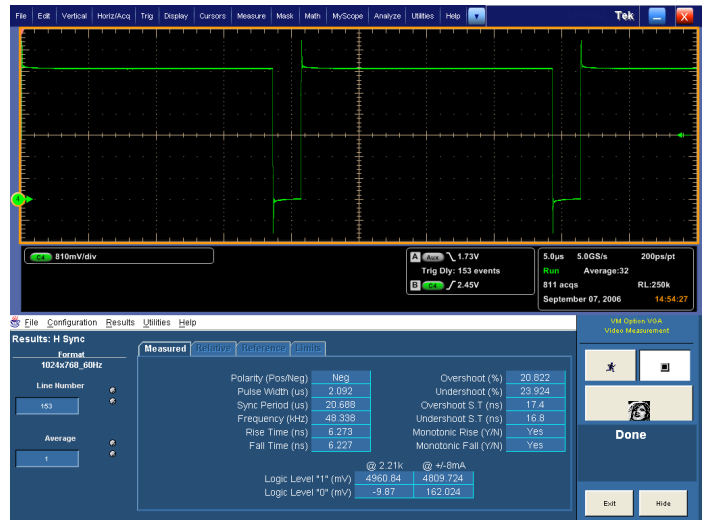 File Edit Vertical Horiz/Acq Trig Display Cursors Measure Mask Math MyScope Analyze Utilities Help Tek X
4
C4 810mV/div
A Aux 1.73V
Trig Dly: 153 events
B C4 2.45V
5.0µs 5.0GS/s 200ps/pt
Run Average:32
811 acqs RL:250k
September 07, 2006 14:54:27
File Configuration Results Utilities Help
VM Option VGA
Video Measurement
Results: H Sync
Format
1024x768_60Hz
Line Number
153
Average
1
Measured Relative Reference Limits
Polarity (Pos/Neg) Neg Overshoot (%) 20.822
Pulse Width (us) 2.092 Undershoot (%) 23.924
Sync Period (us) 20.688 Overshoot S.T (ns) 17.4
Frequency (kHz) 48.338 Undershoot S.T (ns) 16.8
Rise Time (ns) 6.273 Monotonic Rise (Y/N) Yes
Fall Time (ns) 6.227 Monotonic Fall (Y/N) Yes
@ 2.21k @ +/-8mA
Logic Level "1" (mV) 4960.84 4809.724
Logic Level "0" (mV) -9.87 162.024
Done
Exit Hide